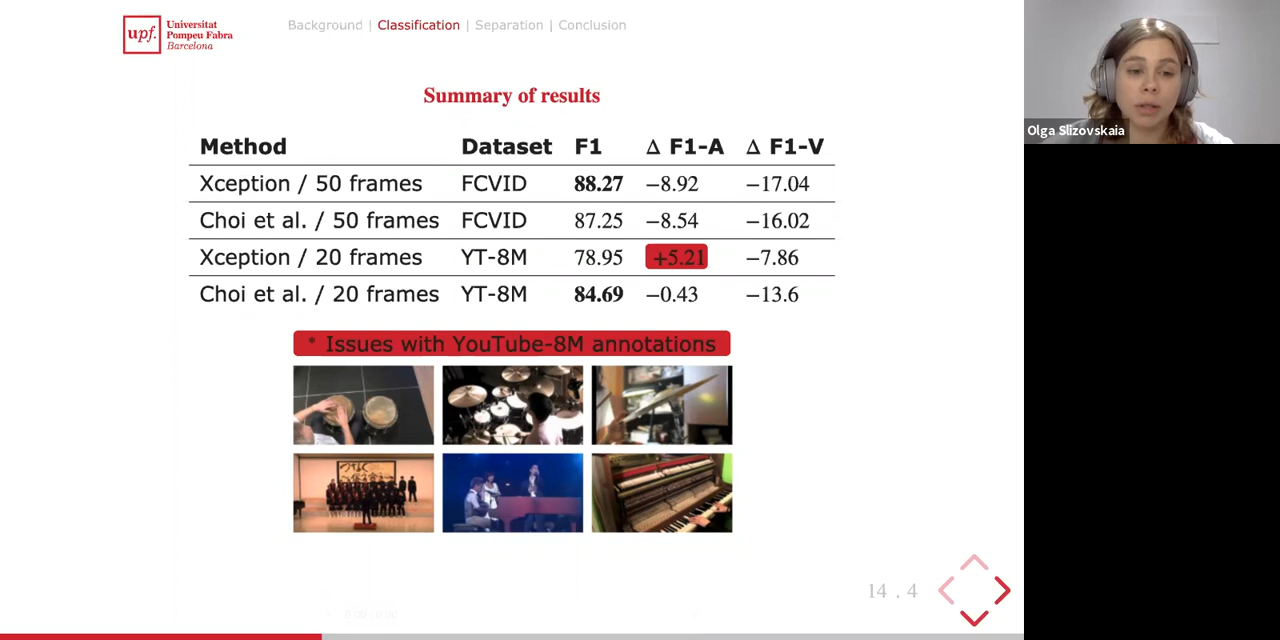 upf.
Universitat
Pompeu Fabra
Barcelona
Background | Classification | Separation | Conclusion
Summary of results
Method Dataset F1 Δ F1-A Δ F1-V
Xception / 50 frames FCVID 88.27 −8.92 −17.04
Choi et al. / 50 frames FCVID 87.25 −8.54 −16.02
Xception / 20 frames YT-8M 78.95 +5.21 −7.86
Choi et al. / 20 frames YT-8M 84.69 −0.43 −13.6
* Issues with YouTube-8M annotations
14 . 4
Olga Slizovskaia